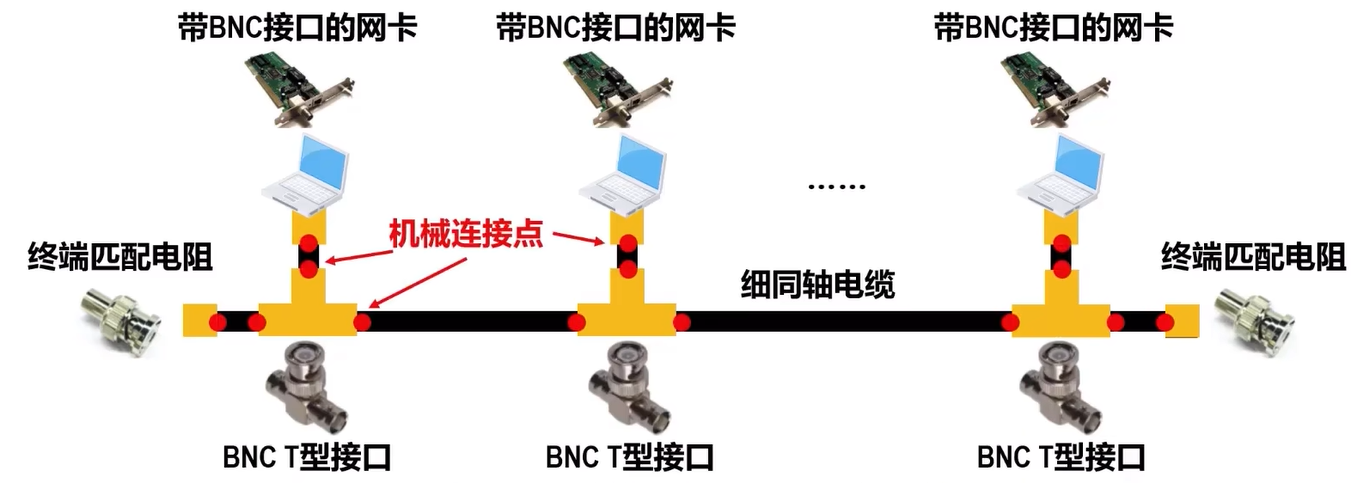 带BNC接口的网卡
带BNC接口的网卡
带BNC接口的网卡
……
机械连接点
终端匹配电阻
细同轴电缆
终端匹配电阻
BNC T型接口
BNC T型接口
BNC T型接口